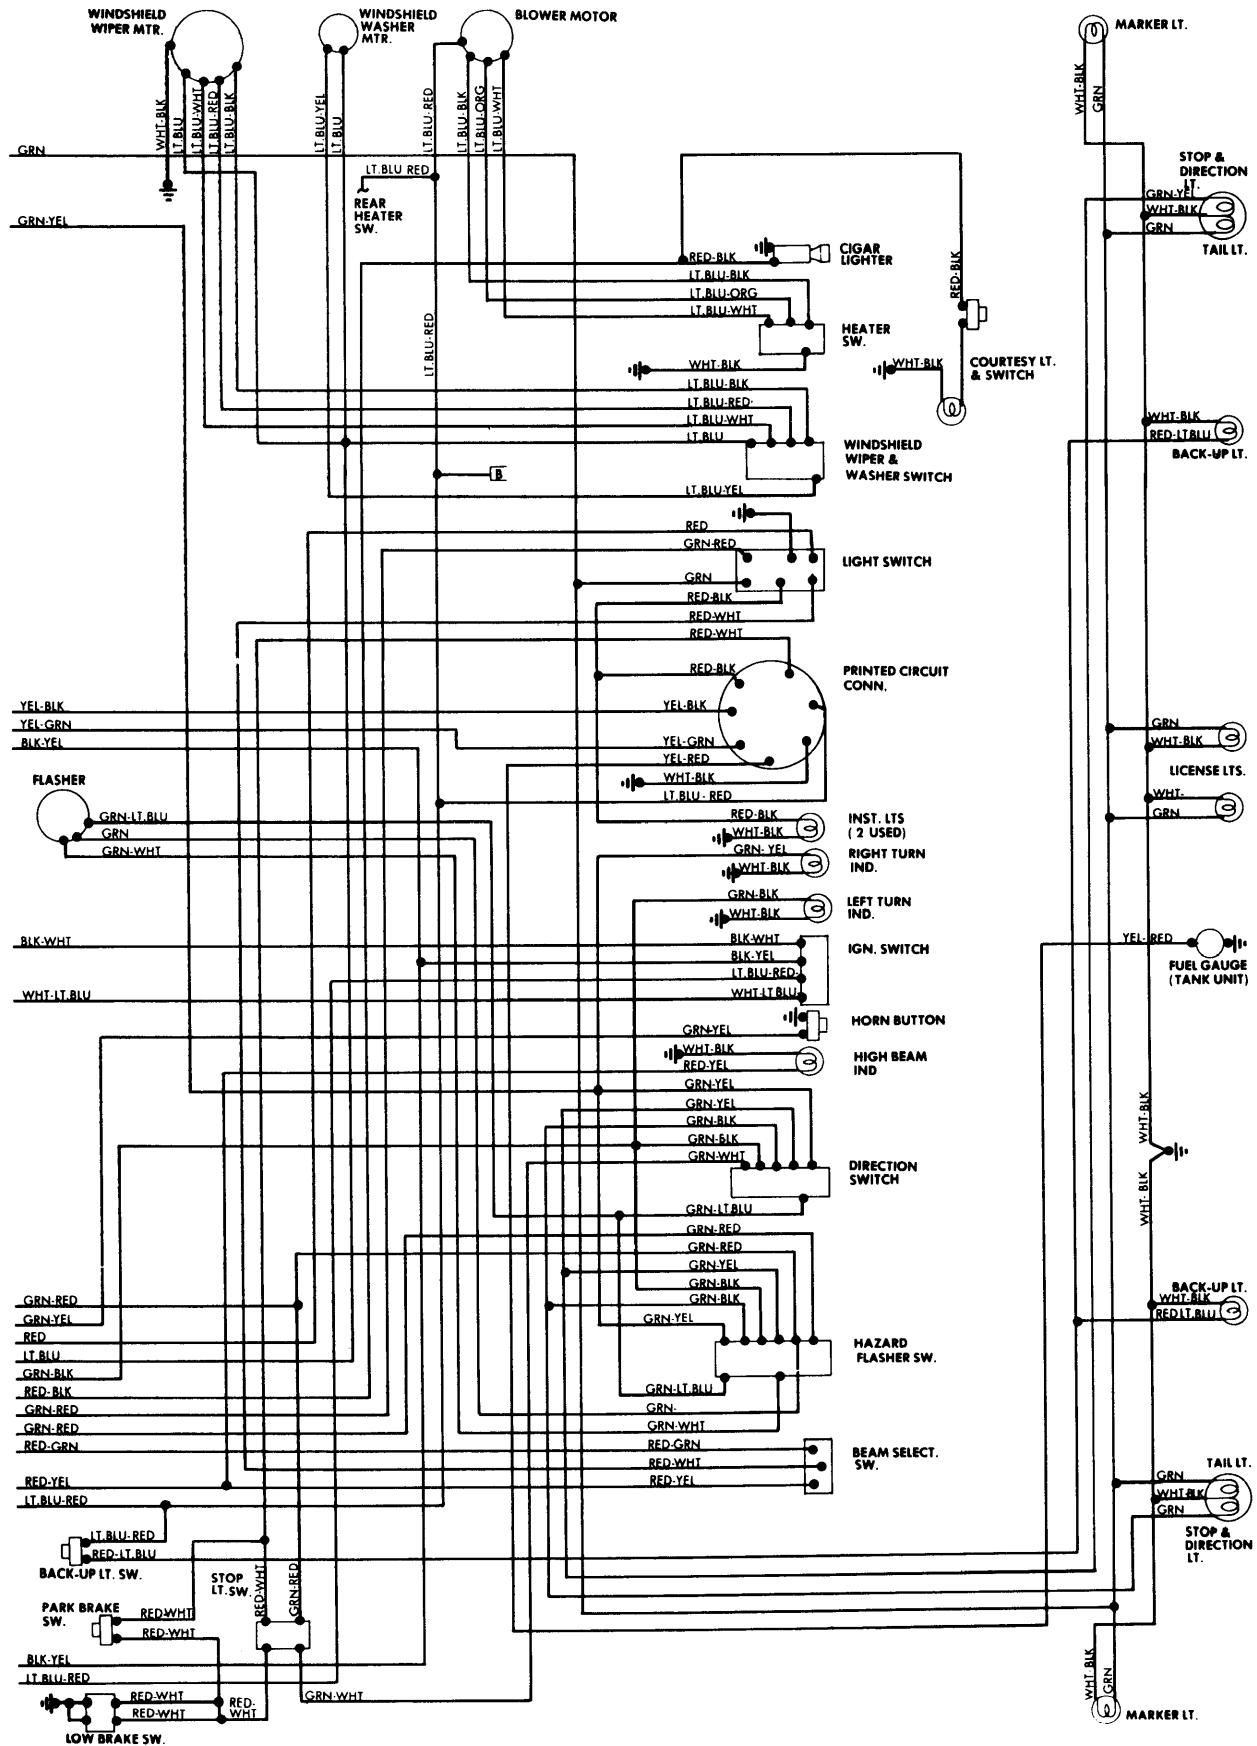 WINDSHIELD
WIPER MTR.
WINDSHIELD
WASHER
MTR.
BLOWER MOTOR
MARKER LT.
WHT-BLK
LT.BLU
LT.BLU-WHT
LT.BLU-RED
LT.BLU-BLK
LT.BLU-YEL
LT.BLU
LT.BLU-RED
LT.BLU-BLK
LT.BLU-ORG
LT.BLU-WHT
WHT-BLK
GRN
GRN
LT.BLU RED
REAR
HEATER
SW.
STOP &
DIRECTION
LT.
GRN-YEL
WHT-BLK
GRN
TAIL LT.
GRN-YEL
RED-BLK
CIGAR
LIGHTER
LT.BLU-BLK
LT.BLU-ORG
LT.BLU-WHT
RED-BLK
HEATER
SW.
LT.BLU-RED
WHT-BLK
WHT-BLK
COURTESY LT.
& SWITCH
LT.BLU-BLK
LT.BLU-RED-
LT.BLU-WHT
LT.BLU
WINDSHIELD
WIPER &
WASHER SWITCH
WHT-BLK
RED-LT.BLU
BACK-UP LT.
B
LT.BLU-YEL
RED
GRN-RED
LIGHT SWITCH
GRN
RED-BLK
RED-WHT
RED-WHT
RED-BLK
PRINTED CIRCUIT
CONN.
YEL-BLK
YEL-BLK
YEL-GRN
YEL-GRN
BLK-YEL
YEL-RED
WHT-BLK
LT.BLU-RED
GRN
WHT-BLK
LICENSE LTS.
WHT-
GRN
FLASHER
GRN-LT.BLU
GRN
GRN-WHT
RED-BLK
WHT-BLK
INST. LTS
( 2 USED)
GRN- YEL
WHT-BLK
RIGHT TURN
IND.
GRN-BLK
WHT-BLK
LEFT TURN
IND.
BLK-WHT
BLK-WHT
BLK-YEL
LT.BLU-RED-
WHT-LT BLU
IGN. SWITCH
WHT-LT.BLU
YEL-RED
FUEL GAUGE
(TANK UNIT)
GRN-YEL
HORN BUTTON
WHT-BLK
RED-YEL
HIGH BEAM
IND
GRN-YEL
GRN-YEL
GRN-BLK
GRN-BLK
GRN-WHT
DIRECTION
SWITCH
GRN-LT.BLU
WHT-BLK
WHT- BLK
GRN-RED
GRN-RED
GRN-YEL
GRN-BLK
GRN-BLK
GRN-YEL
HAZARD
FLASHER SW.
GRN-LT.BLU
GRN-
GRN-WHT
BACK-UP LT.
WHT-BLK
RED LT.BLU
GRN-RED
GRN-YEL
RED
LT.BLU
GRN-BLK
RED-BLK
GRN-RED
GRN-RED
RED-GRN
RED-YEL
LT.BLU-RED
RED-GRN
RED-WHT
RED-YEL
BEAM SELECT.
SW.
TAIL LT.
GRN
WHT-BLK
GRN
STOP &
DIRECTION
LT.
LT.BLU-RED
RED-LT.BLU
BACK-UP LT. SW.
STOP
LT.SW.
RED-WHT
GRN-RED
PARK BRAKE
SW.
RED-WHT
RED-WHT
BLK-YEL
LT.BLU-RED
RED-WHT
RED-WHT
RED-
WHT
GRN-WHT
LOW BRAKE SW.
WHT-BLK
GRN
MARKER LT.